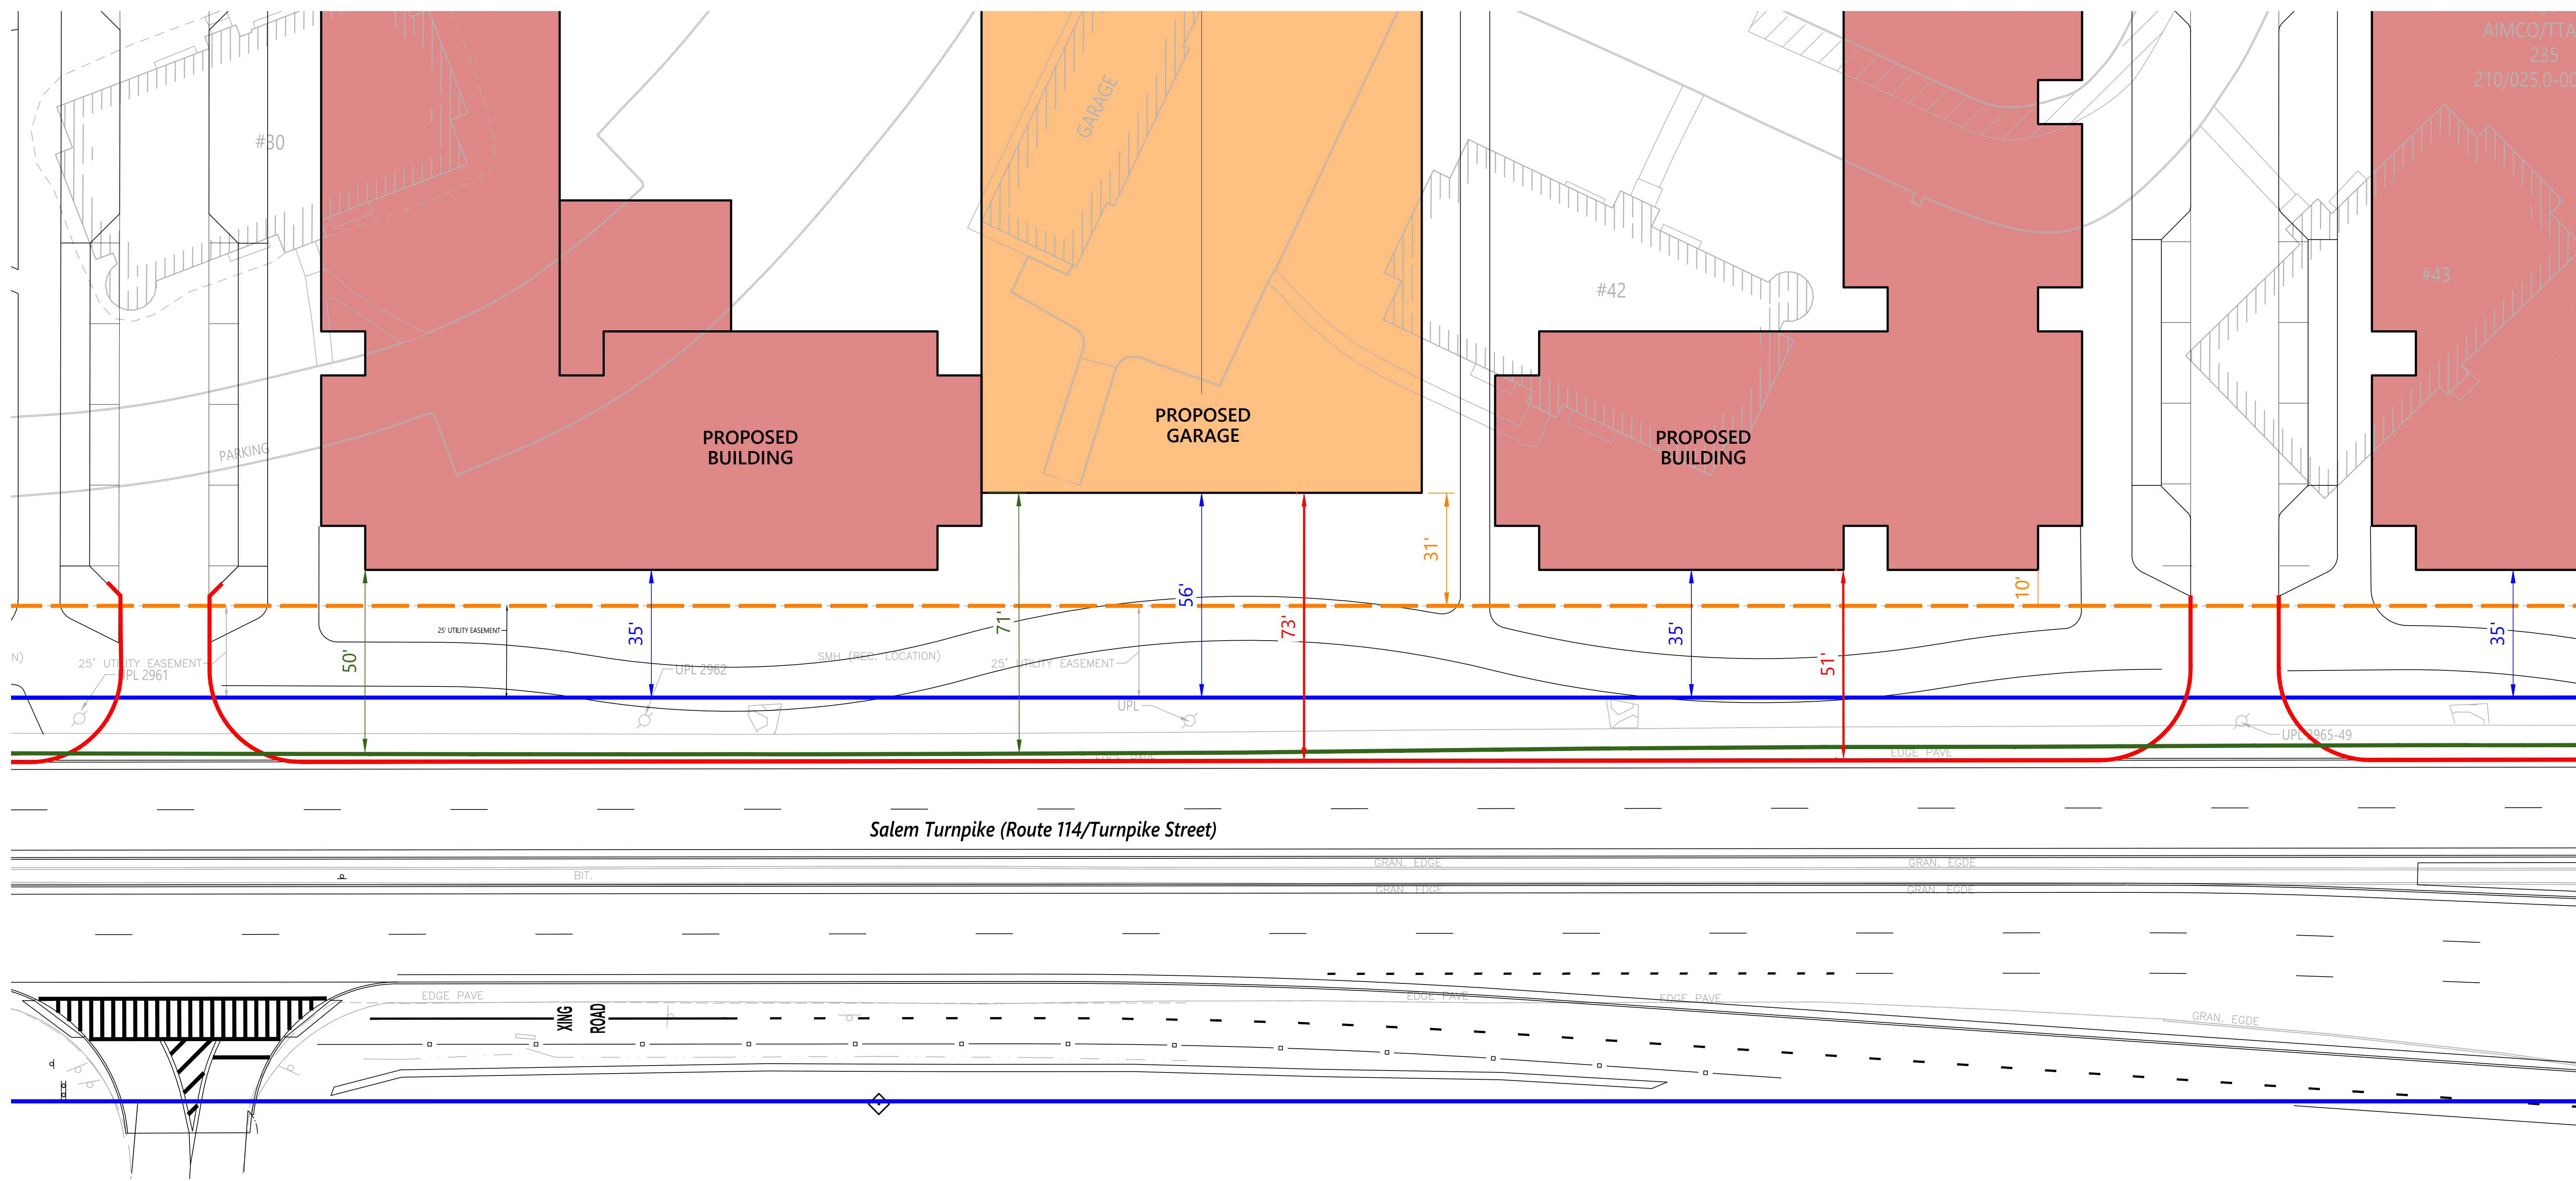 AIMCO/TTA
235
210/025.0-00
#30
GARAGE
#42
#43
PARKING
PROPOSED
BUILDING
PROPOSED
GARAGE
PROPOSED
BUILDING
31'
10'
25' UTILITY EASEMENT
35'
50'
71'
56'
73'
35'
51'
35'
N)
25' UTILITY EASEMENT
UPL 2961
UPL 2962
SMH (REC. LOCATION)
25' UTILITY EASEMENT
UPL
UPL 2965-49
EDGE PAVE
EDGE PAVE
Salem Turnpike (Route 114/Turnpike Street)
GRAN. EDGE
GRAN. EGDE
BIT.
GRAN. EDGE
GRAN. EGDE
EDGE PAVE
XING
ROAD
EDGE PAVE
EDGE PAVE
GRAN. EGDE